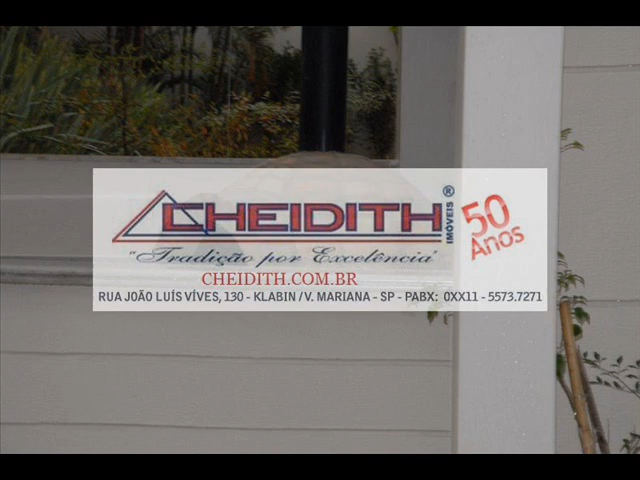 CHEIDITH
IMÓVEIS ®
50
Anos
"Tradição por Excelência"
CHEIDITH.COM.BR
RUA JOÃO LUÍS VÍVES, 130 - KLABIN / V. MARIANA - SP - PABX: 0XX11 - 5573.7271